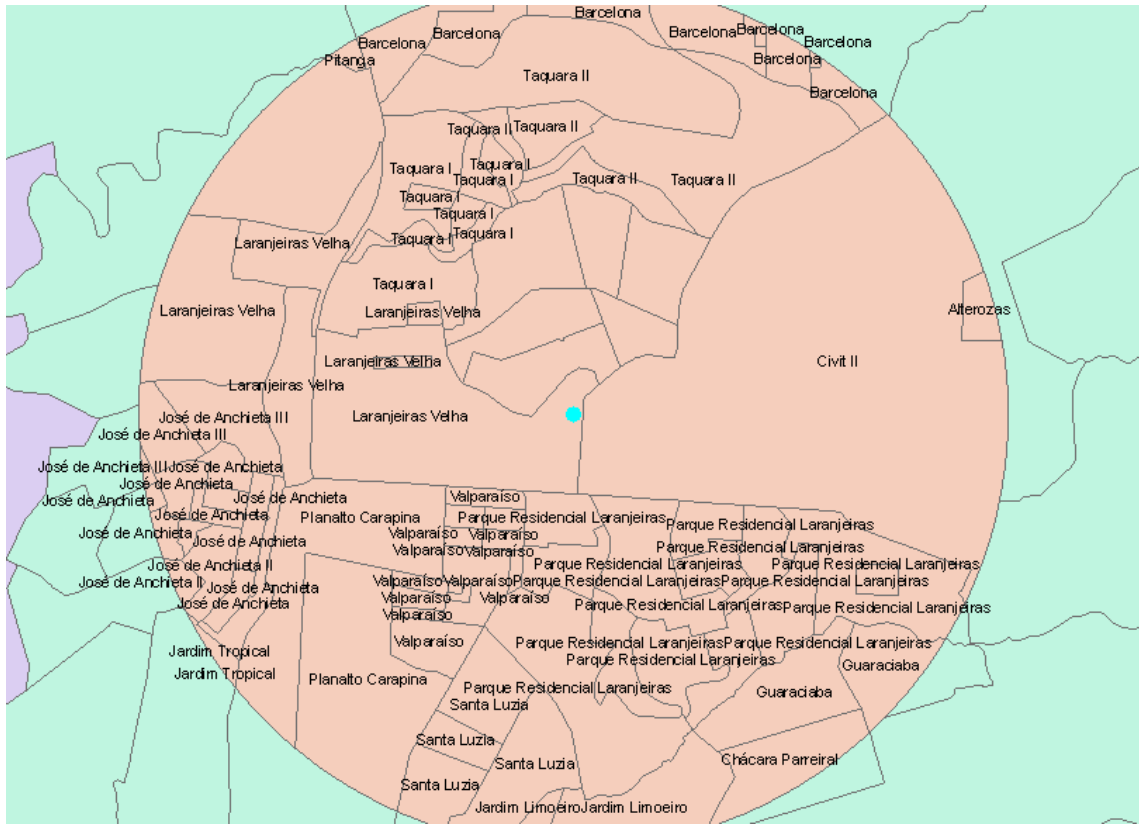 Barcelona
Barcelona
Barcelona
Barcelona
Barcelona
Barcelona
Barcelona
Pitanga
Barcelona
Taquara II
Barcelona
Taquara II
Taquara II
Taquara I
Taquara I
Taquara I
Taquara II
Taquara II
Taquara I
Taquara I
Taquara I
Taquara I
Laranjeiras Velha
Taquara I
Laranjeiras Velha
Laranjeiras Velha
Alterozas
Laranjeiras Velha
Civit II
Laranjeiras Velha
Laranjeiras Velha
José de Anchieta III
José de Anchieta III
José de Anchieta III
José de Anchieta
José de Anchieta
José de Anchieta
José de Anchieta
Valparaíso
José de Anchieta
Planalto Carapina
Parque Residencial Laranjeiras
Parque Residencial Laranjeiras
José de Anchieta
José de Anchieta
Valparaíso
Valparaíso
Valparaíso
Valparaíso
Parque Residencial Laranjeiras
José de Anchieta II
Parque Residencial Laranjeiras
Parque Residencial Laranjeiras
José de Anchieta II
José de Anchieta
Valparaíso
Valparaíso
Parque Residencial Laranjeiras
Parque Residencial Laranjeiras
José de Anchieta
Valparaíso
Valparaíso
Parque Residencial Laranjeiras
Parque Residencial Laranjeiras
Valparaíso
Valparaíso
Parque Residencial Laranjeiras
Parque Residencial Laranjeiras
Jardim Tropical
Parque Residencial Laranjeiras
Guaraciaba
Jardim Tropical
Planalto Carapina
Parque Residencial Laranjeiras
Guaraciaba
Santa Luzia
Santa Luzia
Santa Luzia
Chácara Parreiral
Santa Luzia
Jardim Limoeiro
Jardim Limoeiro